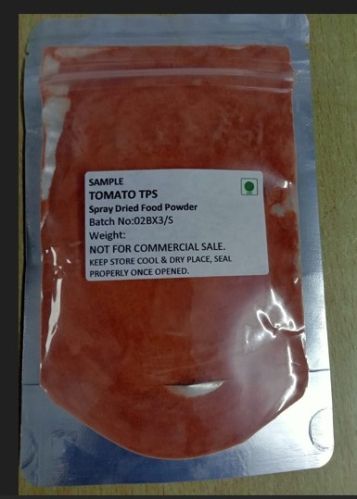 SAMPLE
TOMATO TPS
Spray Dried Food Powder
Batch No:02BX3/S
Weight:
NOT FOR COMMERCIAL SALE.
KEEP STORE COOL & DRY PLACE, SEAL
PROPERLY ONCE OPENED.